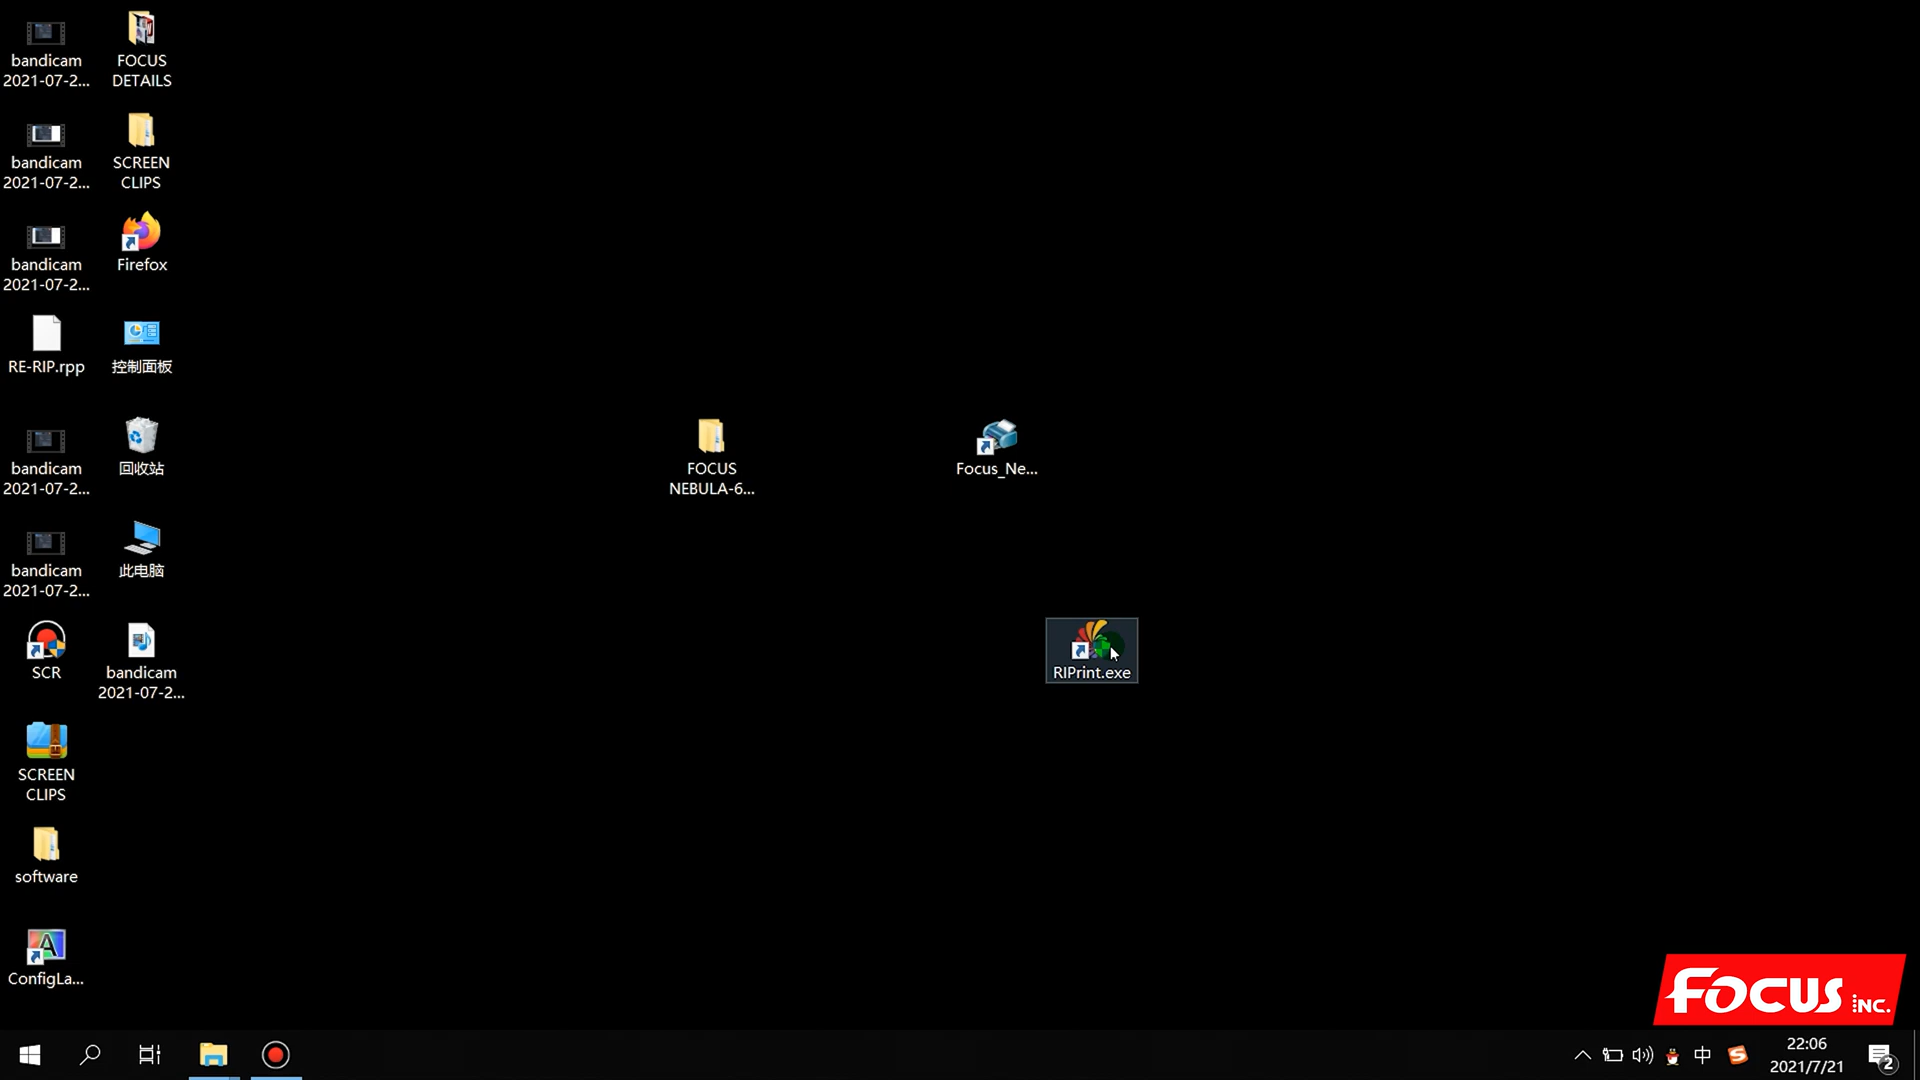 bandicam
2021-07-2...
FOCUS
DETAILS
bandicam
2021-07-2...
SCREEN
CLIPS
bandicam
2021-07-2...
Firefox
RE-RIP.rpp
控制面板
bandicam
2021-07-2...
回收站
FOCUS
NEBULA-6...
Focus_Ne...
bandicam
2021-07-2...
此电脑
SCR
bandicam
2021-07-2...
RIPrint.exe
SCREEN
CLIPS
software
A
ConfigLa...
FOCUS INC.
中
22:06
2021/7/21
2